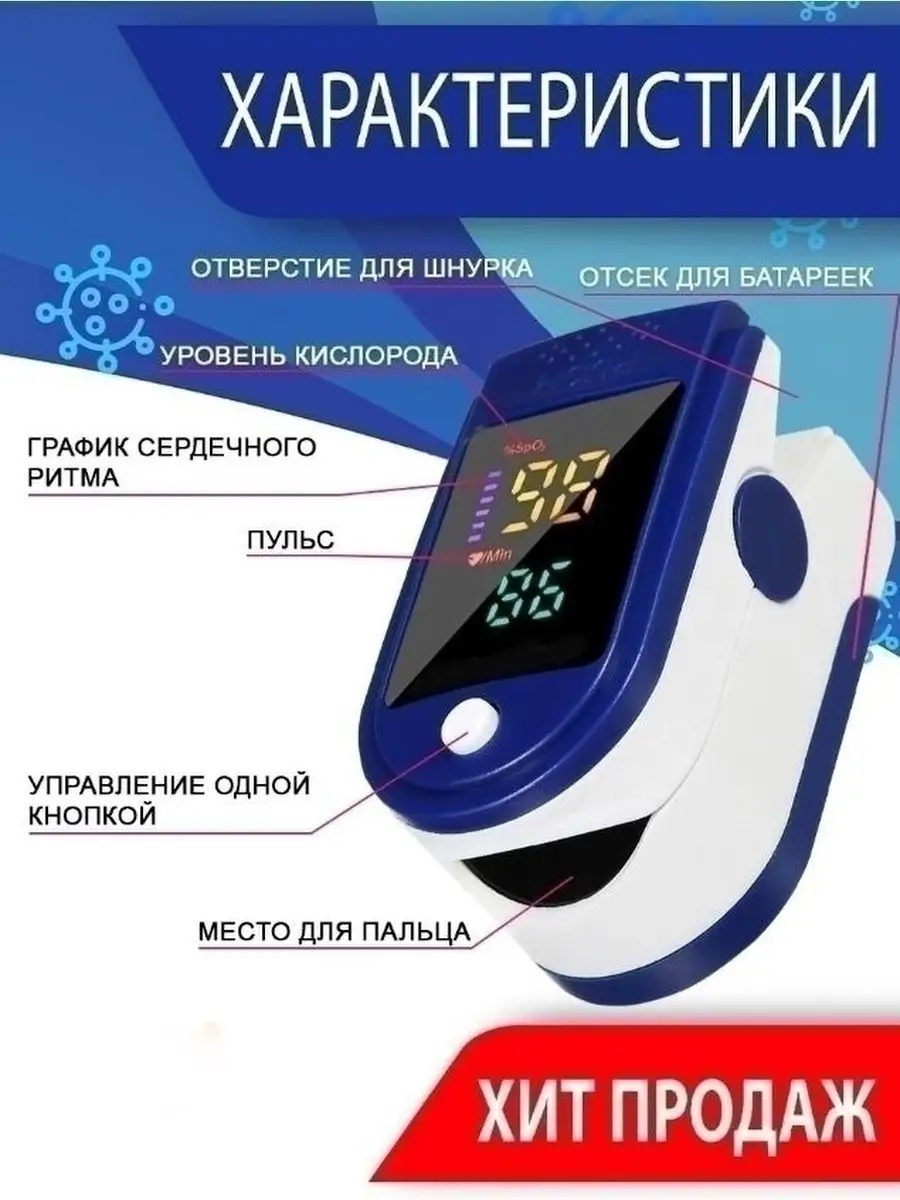 ХАРАКТЕРИСТИКИ
ОТВЕРСТИЕ ДЛЯ ШНУРКА
ОТСЕК ДЛЯ БАТАРЕЕК
УРОВЕНЬ КИСЛОРОДА
ГРАФИК СЕРДЕЧНОГО
РИТМА
%SpO₂
98
ПУЛЬС
/Min
86
УПРАВЛЕНИЕ ОДНОЙ
КНОПКОЙ
МЕСТО ДЛЯ ПАЛЬЦА
ХИТ ПРОДАЖ